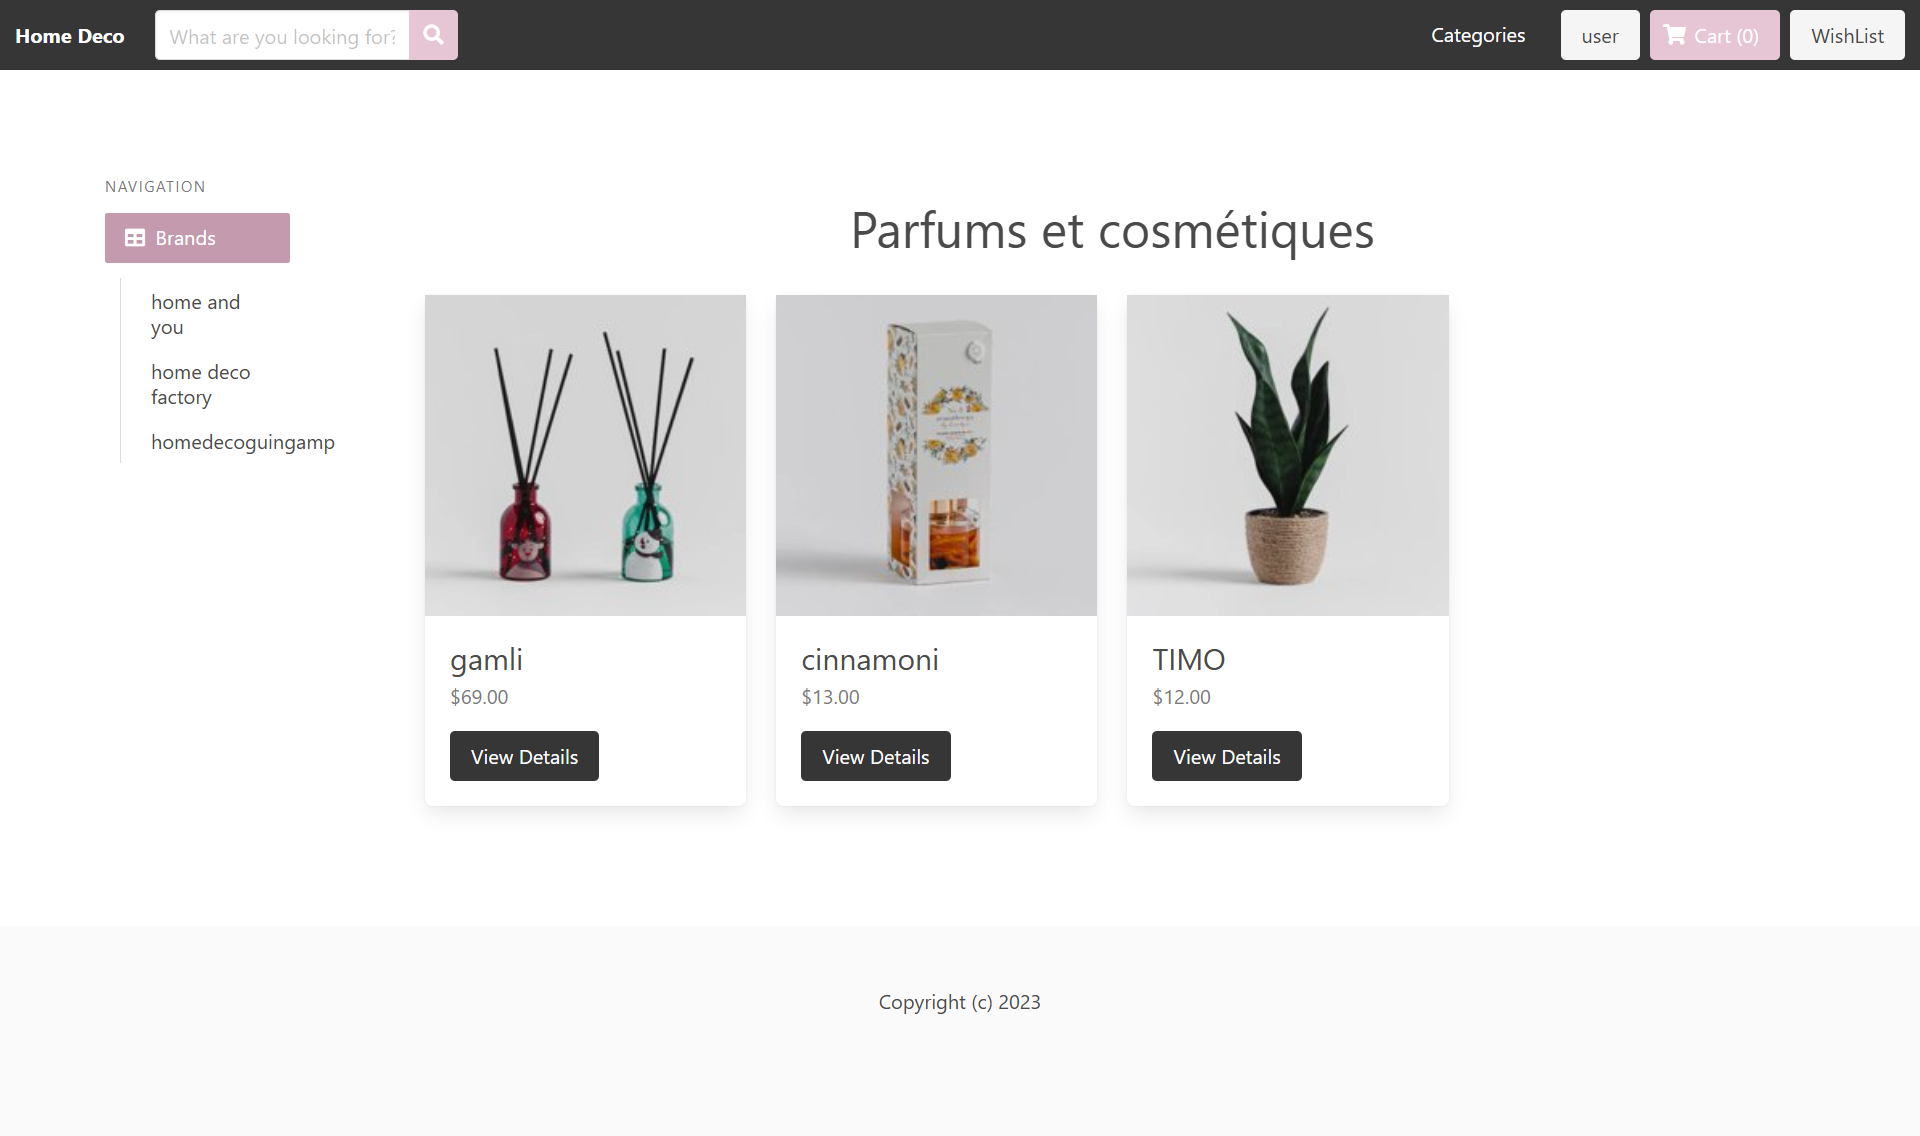 Home Deco
What are you looking for?
Categories
user
Cart (0)
WishList
NAVIGATION
Brands
home and
you
home deco
factory
homedecoguingamp
Parfums et cosmétiques
gamli
$69.00
View Details
cinnamoni
$13.00
View Details
TIMO
$12.00
View Details
Copyright (c) 2023